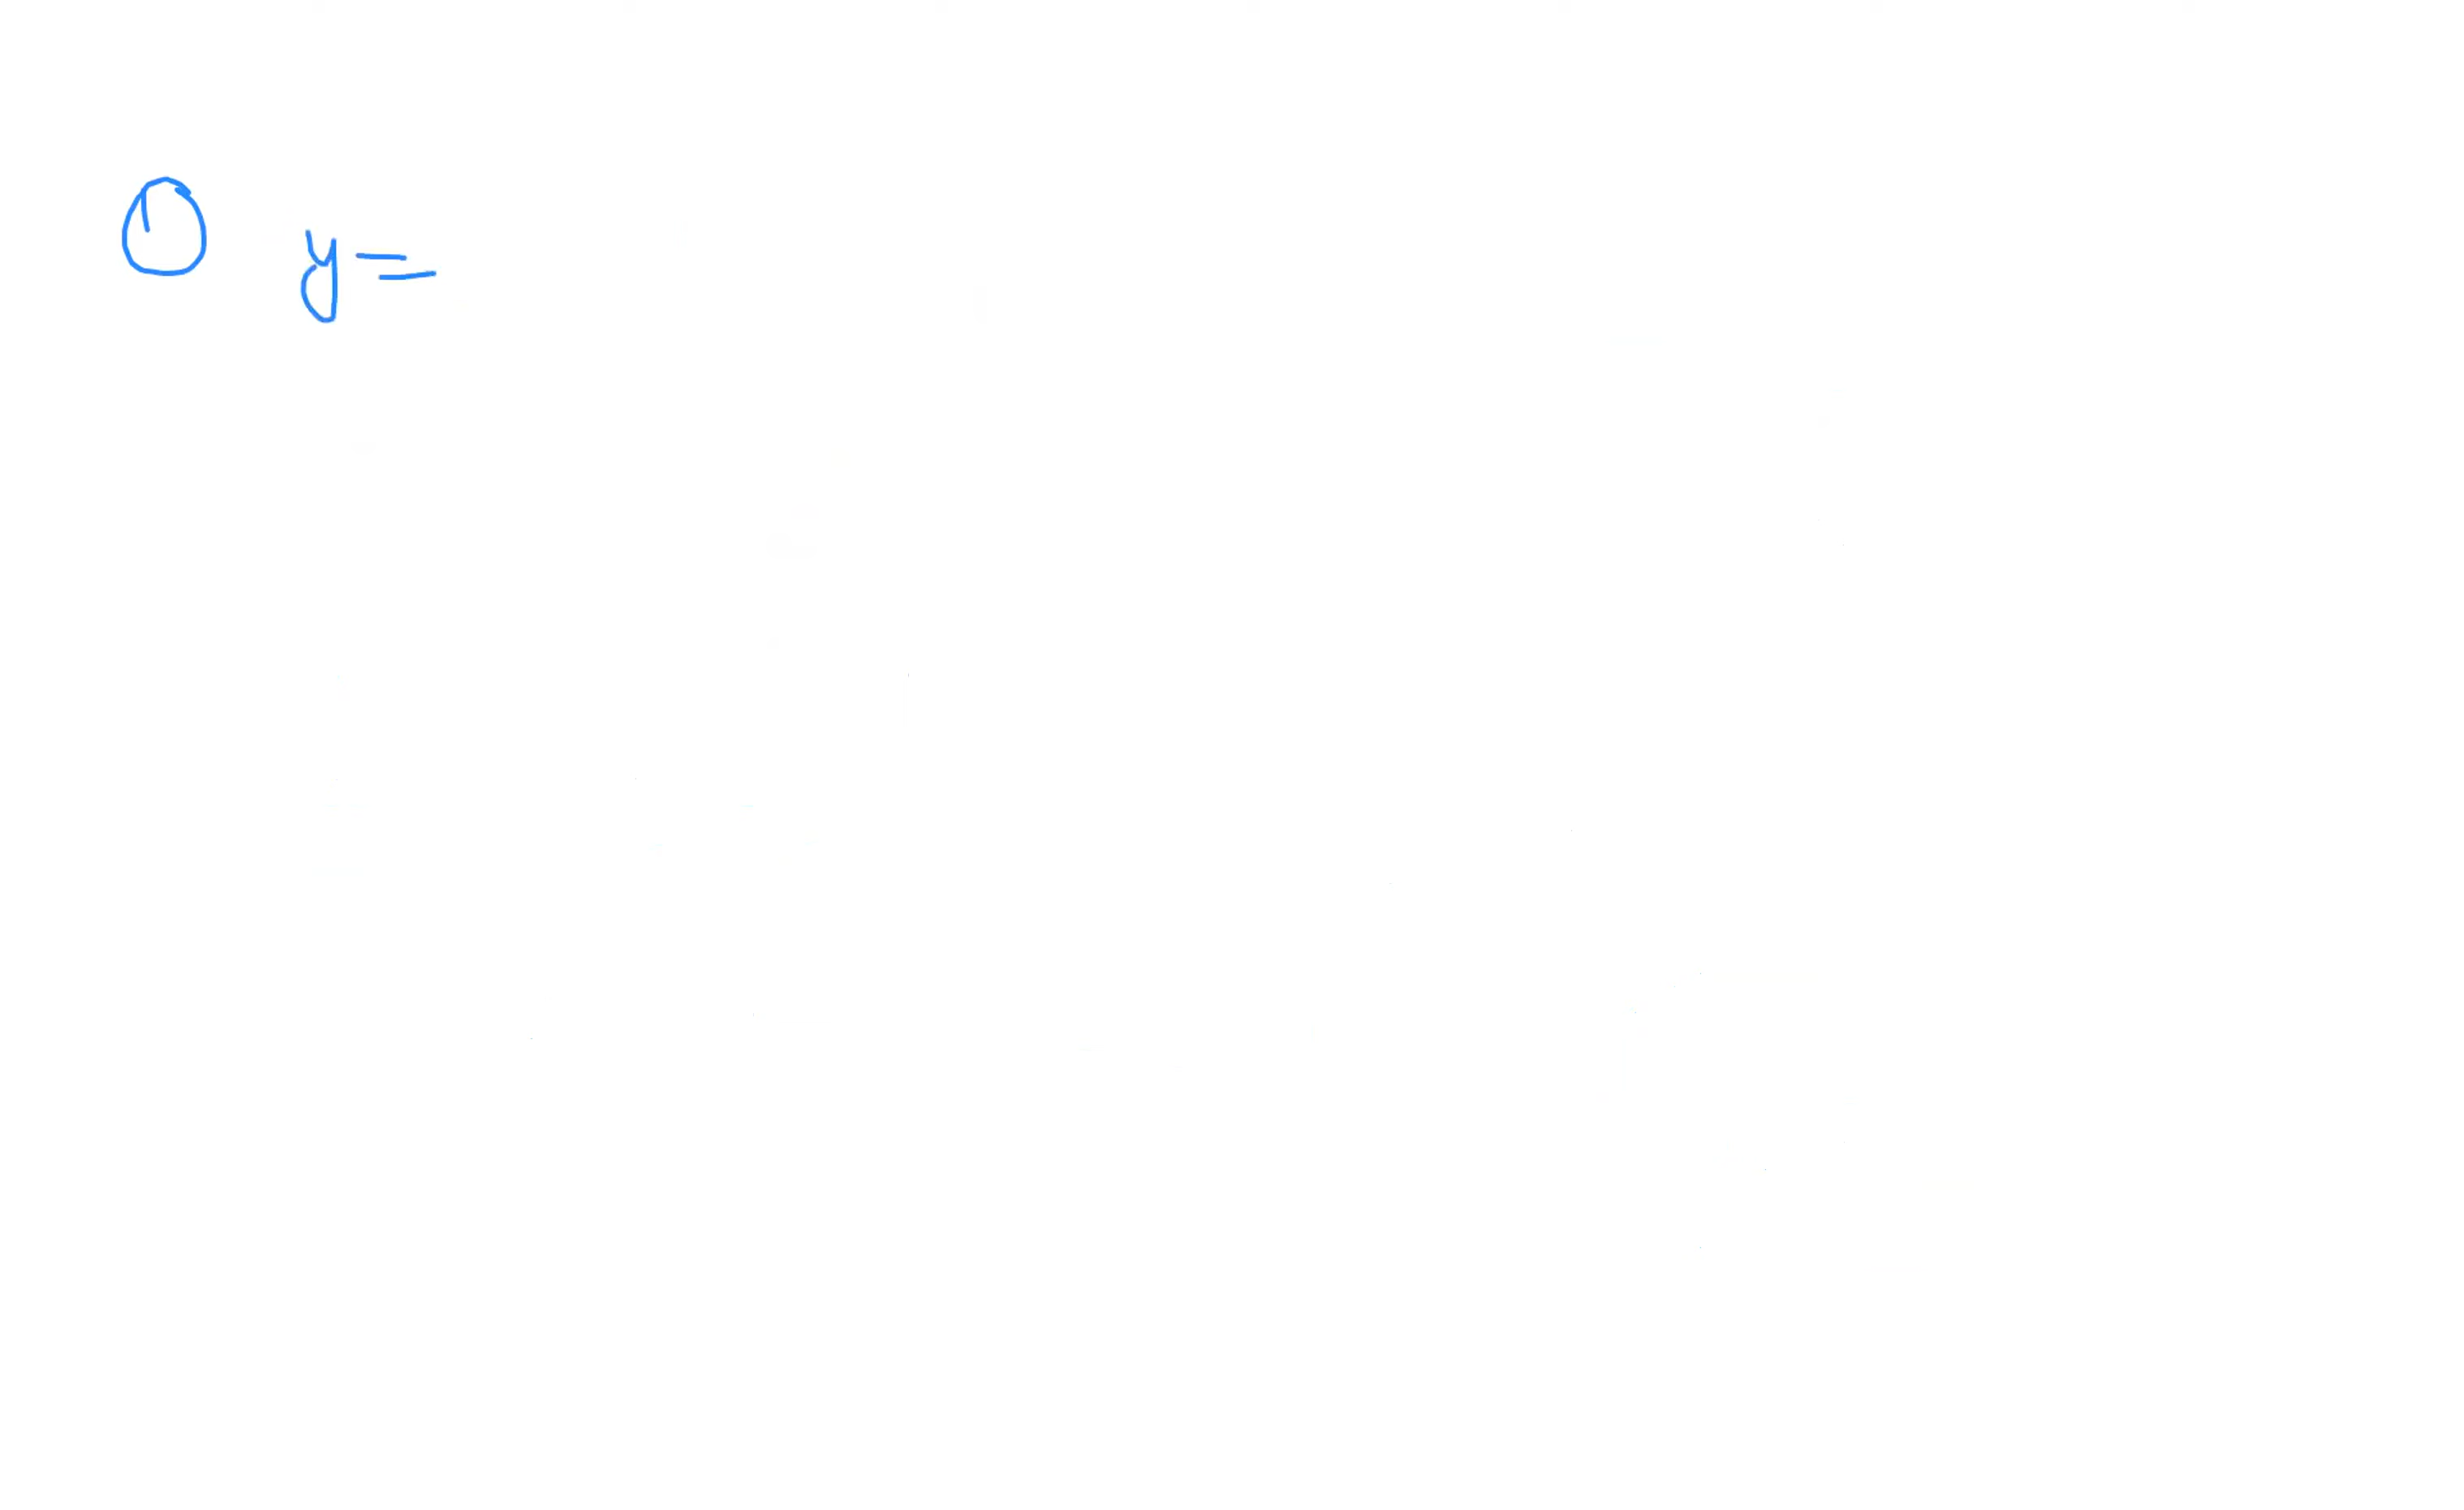 ① y =